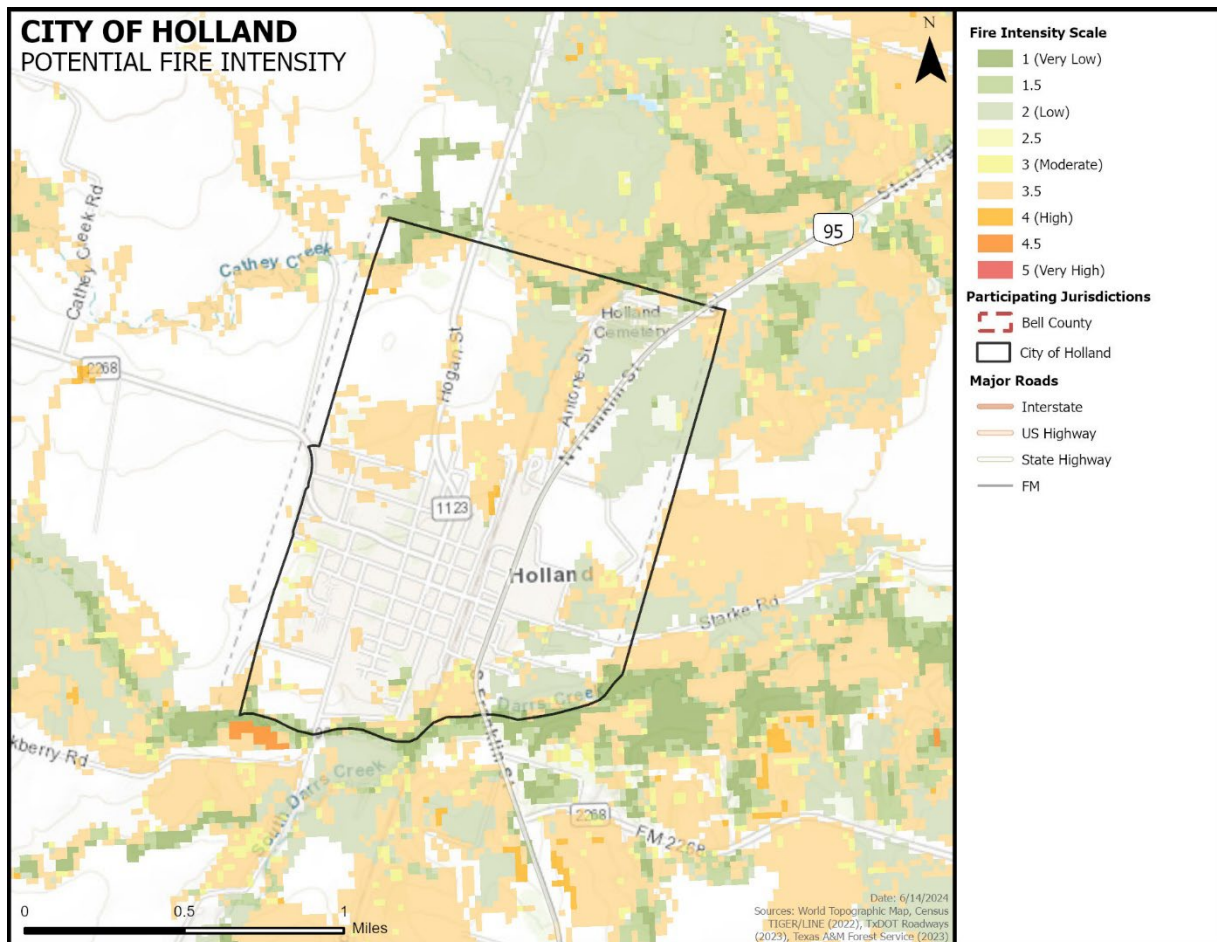 CITY OF HOLLAND
POTENTIAL FIRE INTENSITY
N
95
Cathey Creek Rd
Cathey Creek
2268
Hogan St
Antone St
Holland
Cemetery
N Franklin St
1123
Holland
Starke Rd
Darrs Creek
S Franklin St
South Darrs Creek
kberry Rd
2268
FM 2268
0
0.5
1
Miles
Date: 6/14/2024
Sources: World Topographic Map, Census
TIGER/LINE (2022), TxDOT Roadways
(2023), Texas A&M Forest Service (2023)
Fire Intensity Scale
1 (Very Low)
1.5
2 (Low)
2.5
3 (Moderate)
3.5
4 (High)
4.5
5 (Very High)
Participating Jurisdictions
Bell County
City of Holland
Major Roads
Interstate
US Highway
State Highway
FM